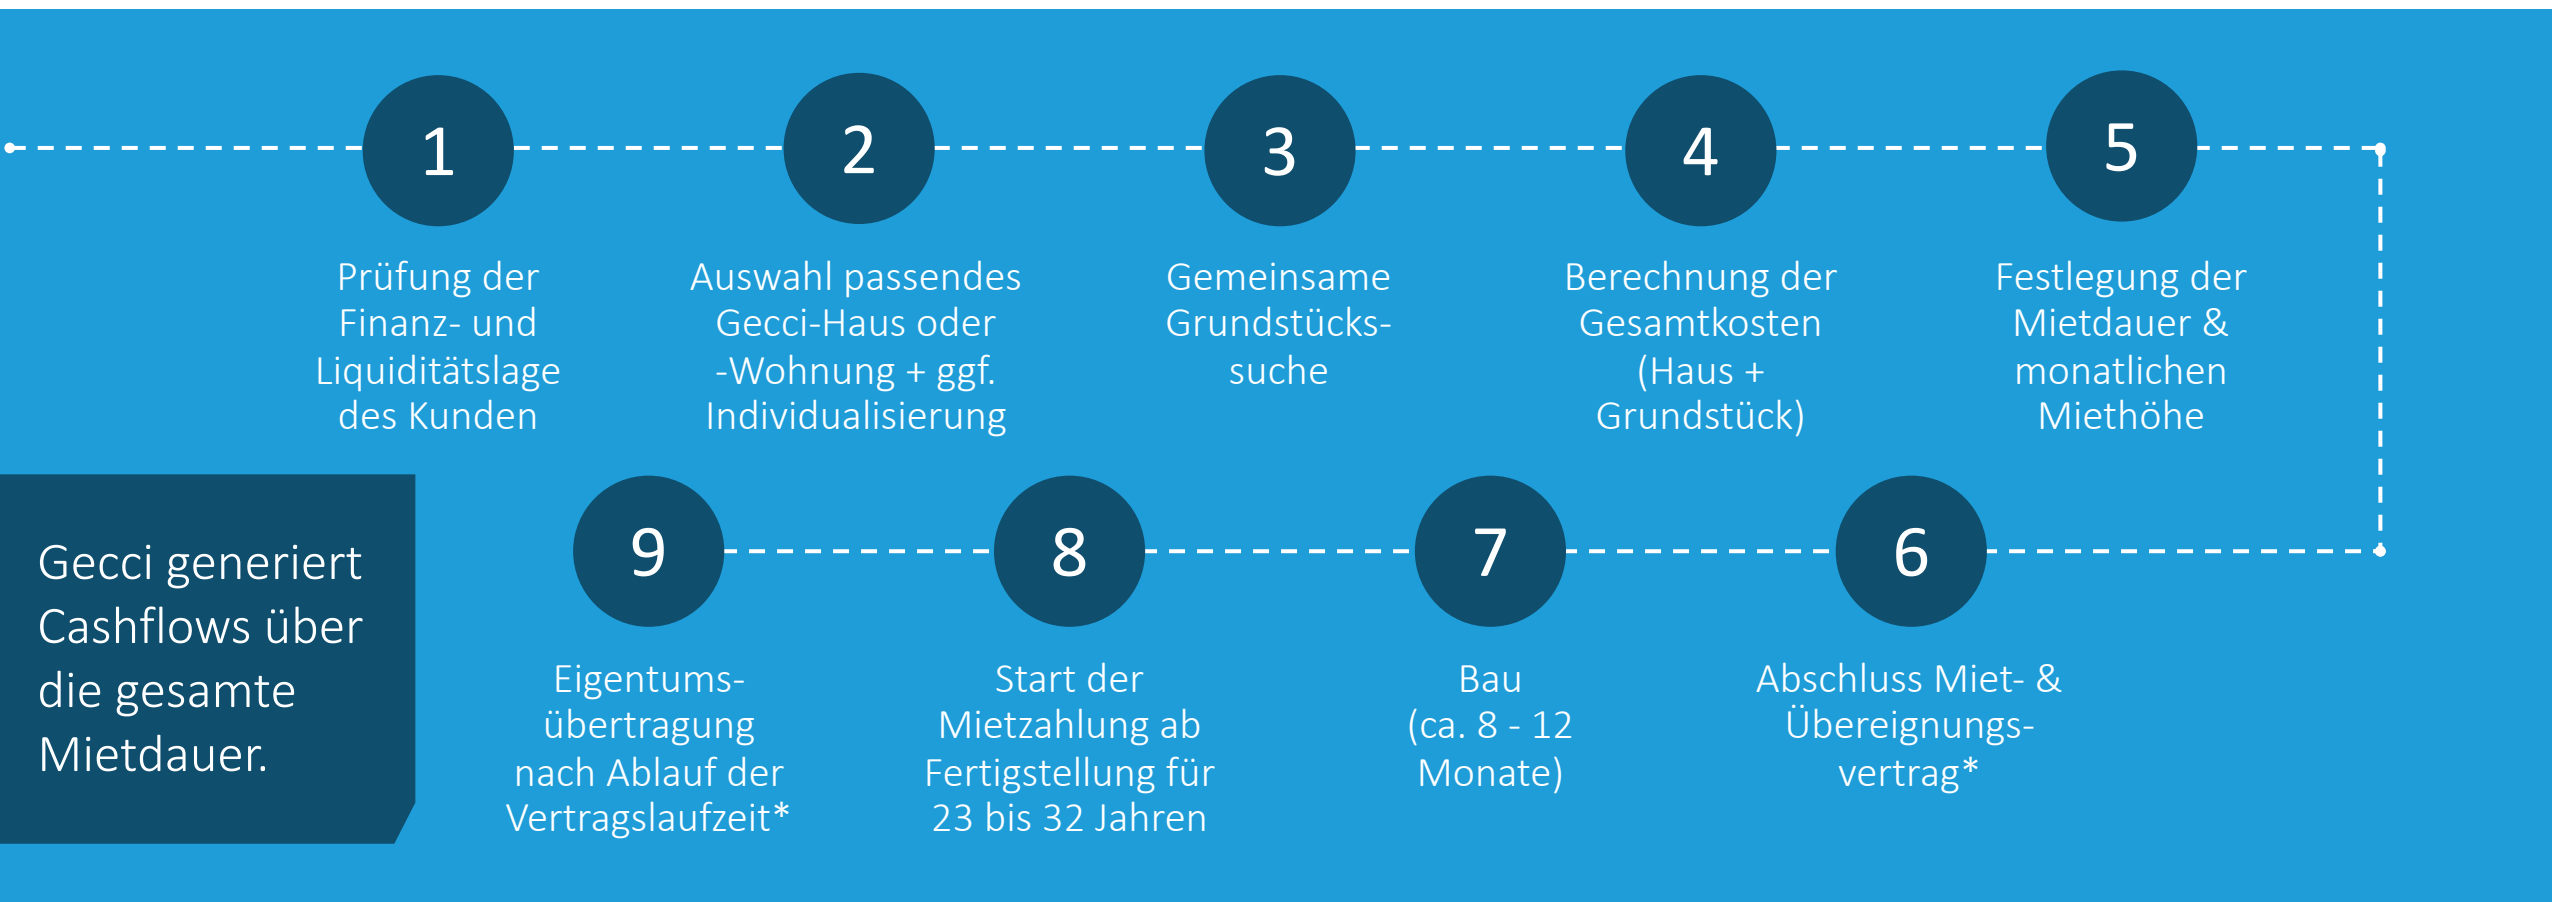 1
Prüfung der
Finanz- und
Liquiditätslage
des Kunden
2
Auswahl passendes
Gecci-Haus oder
-Wohnung + ggf.
Individualisierung
3
Gemeinsame
Grundstücks-
suche
4
Berechnung der
Gesamtkosten
(Haus +
Grundstück)
5
Festlegung der
Mietdauer &
monatlichen
Miethöhe
6
Abschluss Miet- &
Übereignungs-
vertrag*
7
Bau
(ca. 8 - 12
Monate)
8
Start der
Mietzahlung ab
Fertigstellung für
23 bis 32 Jahren
9
Eigentums-
übertragung
nach Ablauf der
Vertragslaufzeit*
Gecci generiert
Cashflows über
die gesamte
Mietdauer.